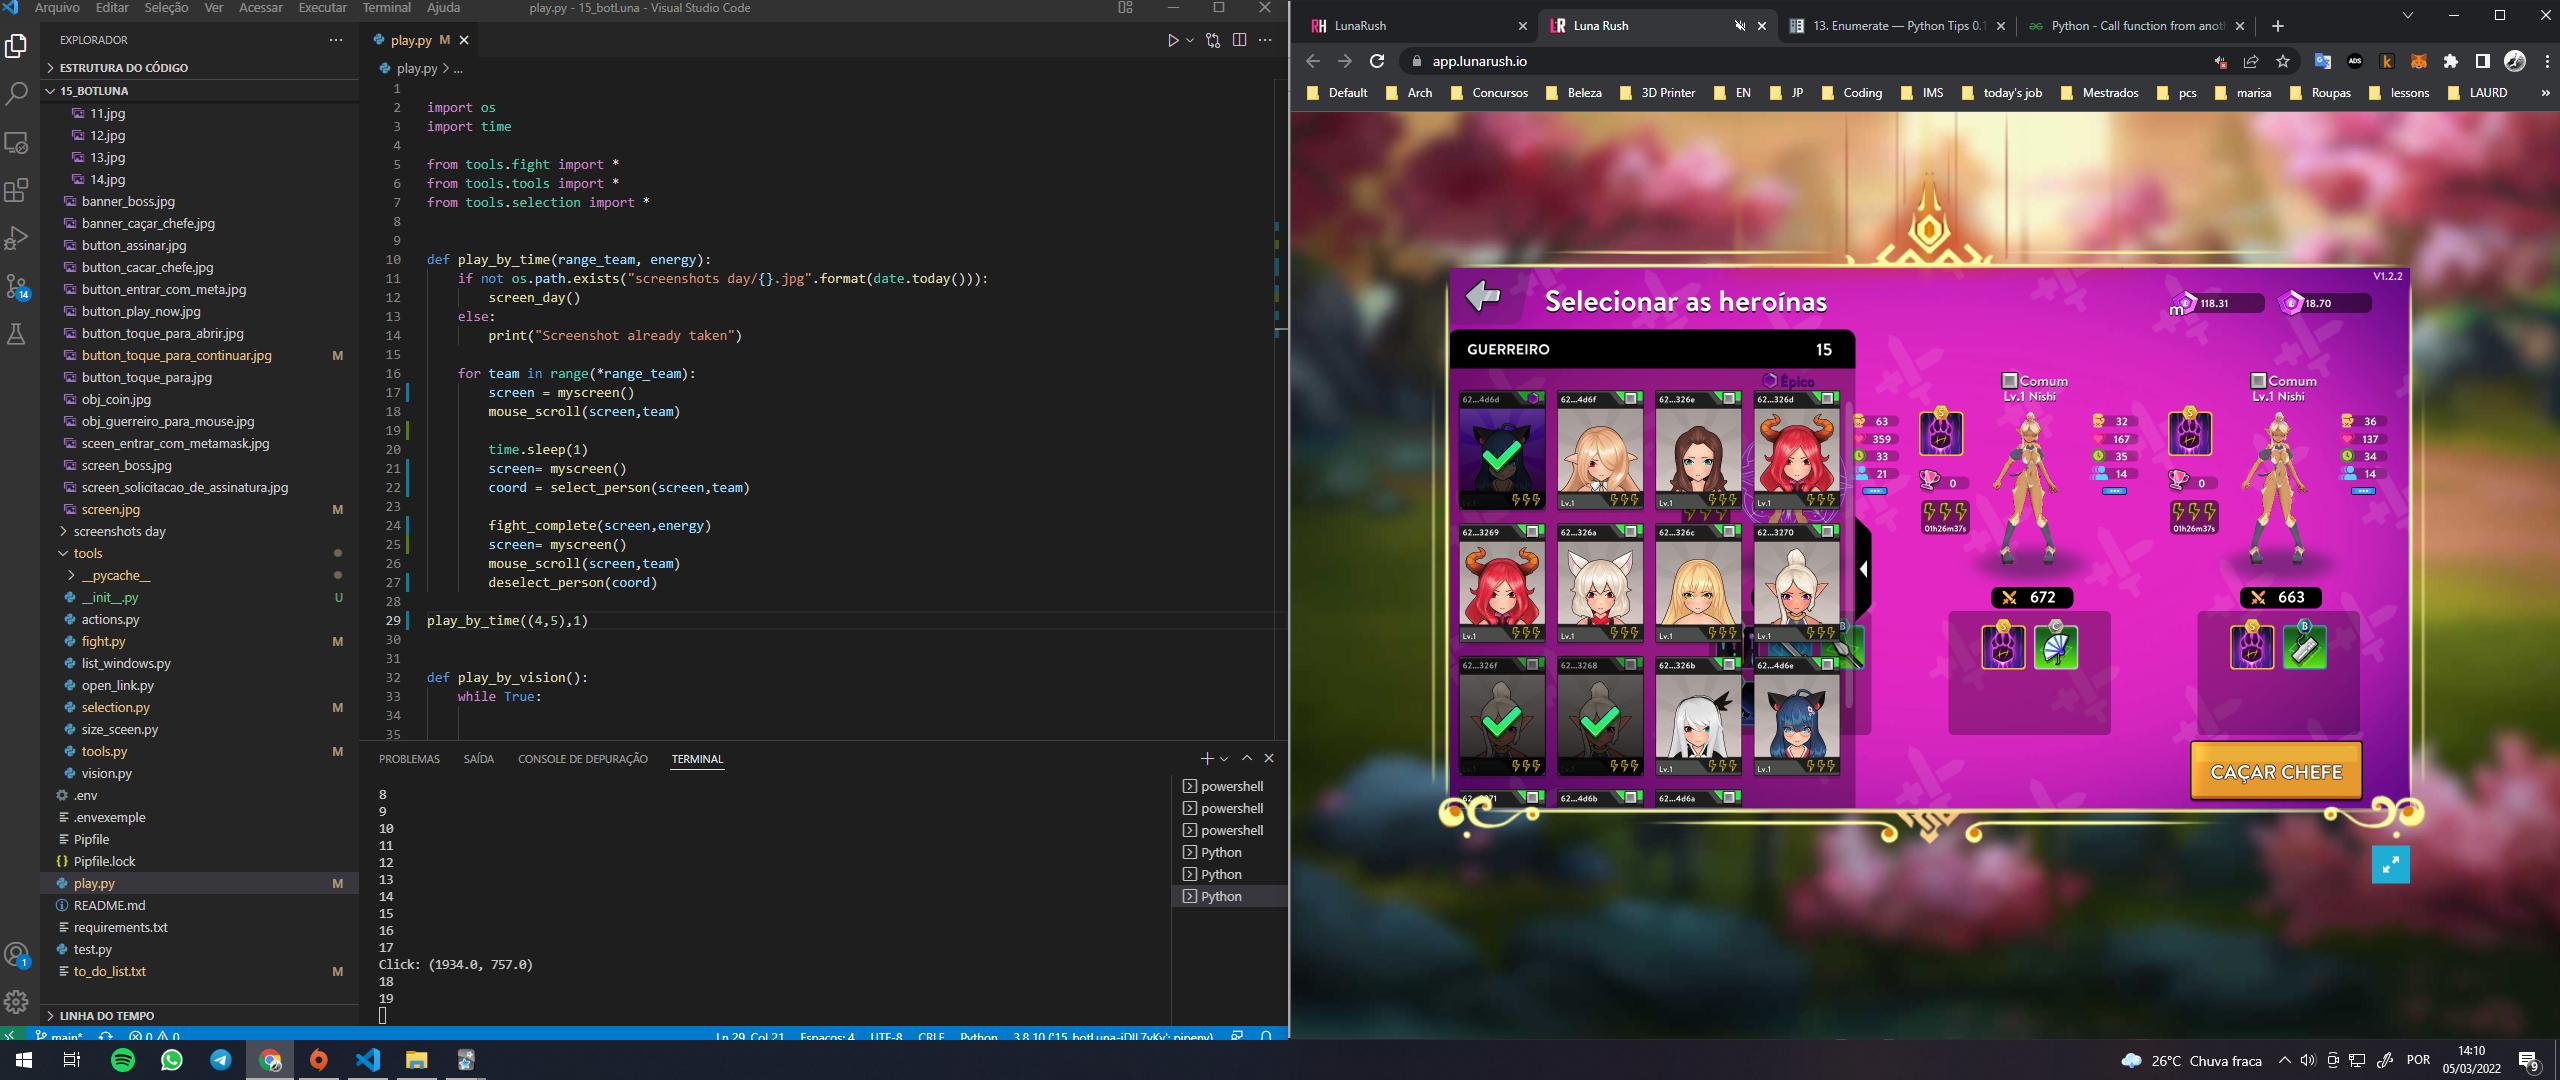 Arquivo Editar Seleção Ver Acessar Executar Terminal Ajuda
play.py - 15_botLuna - Visual Studio Code
EXPLORADOR
ESTRUTURA DO CÓDIGO
15_BOTLUNA
11.jpg
12.jpg
13.jpg
14.jpg
banner_boss.jpg
banner_caçar_chefe.jpg
button_assinar.jpg
button_cacar_chefe.jpg
button_entrar_com_meta.jpg
button_play_now.jpg
button_toque_para_abrir.jpg
button_toque_para_continuar.jpg M
button_toque_para.jpg
obj_coin.jpg
obj_guerreiro_para_mouse.jpg
sceen_entrar_com_metamask.jpg
screen_boss.jpg
screen_solicitacao_de_assinatura.jpg
screen.jpg M
screenshots day
tools
__pycache__
__init__.py U
actions.py
fight.py M
list_windows.py
open_link.py
selection.py M
size_sceen.py
tools.py M
vision.py
.env
.envexemple
Pipfile
Pipfile.lock
play.py M
README.md
requirements.txt
test.py
to_do_list.txt M
LINHA DO TEMPO
14
1
play.py M
play.py > ...
1
2 import os
3 import time
4
5 from tools.fight import *
6 from tools.tools import *
7 from tools.selection import *
8
9
10 def play_by_time(range_team, energy):
11 if not os.path.exists("screenshots day/{}.jpg".format(date.today())):
12 screen_day()
13 else:
14 print("Screenshot already taken")
15
16 for team in range(*range_team):
17 screen = myscreen()
18 mouse_scroll(screen,team)
19
20 time.sleep(1)
21 screen= myscreen()
22 coord = select_person(screen,team)
23
24 fight_complete(screen,energy)
25 screen= myscreen()
26 mouse_scroll(screen,team)
27 deselect_person(coord)
28
29 play_by_time((4,5),1)
30
31
32 def play_by_vision():
33 while True:
34
35
PROBLEMAS SAÍDA CONSOLE DE DEPURAÇÃO TERMINAL
8
9
10
11
12
13
14
15
16
17
Click: (1934.0, 757.0)
18
19
powershell
powershell
powershell
Python
Python
Python
main* 0 0
Ln 29, Col 21 Espaços: 4 UTF-8 CRLF Python 3.8.10
LunaRush
Luna Rush
13. Enumerate — Python Tips 0.1
Python - Call function from anot
app.lunarush.io
Default Arch Concursos Beleza 3D Printer EN JP Coding IMS today's job Mestrados pcs marisa Roupas lessons LAURD »
V1.2.2
Selecionar as heroínas
m 118.31
18.70
GUERREIRO 15
Épico
62...4d6d 62...4d6f 62...326e 62...326d
Lv.1 Lv.1 Lv.1
62...3269 62...326a 62...326c 62...3270
Lv.1 Lv.1 Lv.1 Lv.1
62...326f 62...3268 62...326b 62...4d6e
Lv.1 Lv.1
62...4d6b 62...4d6a
63
359
33
21
Comum
Lv.1 Nishi
S
0
01h26m37s
32
167
35
14
672
S C
Comum
Lv.1 Nishi
S
0
01h26m37s
36
137
34
14
663
S B
B
CAÇAR CHEFE
26°C Chuva fraca
POR
14:10
05/03/2022
9